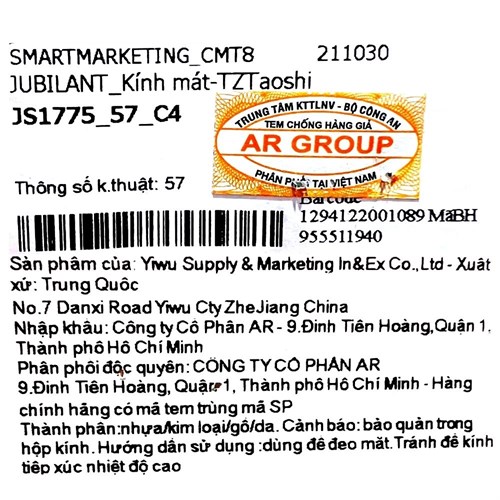 SMARTMARKETING_CMT8 211030
JUBILANT_Kính mát-TZTaoshi
JS1775_57_C4
TRUNG TÂM KTTLNV - BỘ CÔNG AN
TEM CHỐNG HÀNG GIẢ
AR GROUP
PHÂN PHỐI TẠI VIỆT NAM
Thông số k.thuật: 57
Barcode
1294122001089 MãBH
955511940
Sản phẩm của: Yiwu Supply & Marketing In&Ex Co.,Ltd - Xuất
xứ: Trung Quốc
No.7 Danxi Road Yiwu Cty ZheJiang China
Nhập khẩu: Công ty Cổ Phần AR - 9.Đinh Tiên Hoàng,Quận 1,
Thành phố Hồ Chí Minh
Phân phối độc quyền: CÔNG TY CỔ PHẦN AR
9.Đinh Tiên Hoàng, Quận 1, Thành phố Hồ Chí Minh - Hàng
chính hãng có mã tem trùng mã SP
Thành phần:nhựa/kim loại/gỗ/da. Cảnh báo: bảo quản trong
hộp kính. Hướng dẫn sử dụng :dùng để đeo mắt.Tránh để kính
tiếp xúc nhiệt độ cao